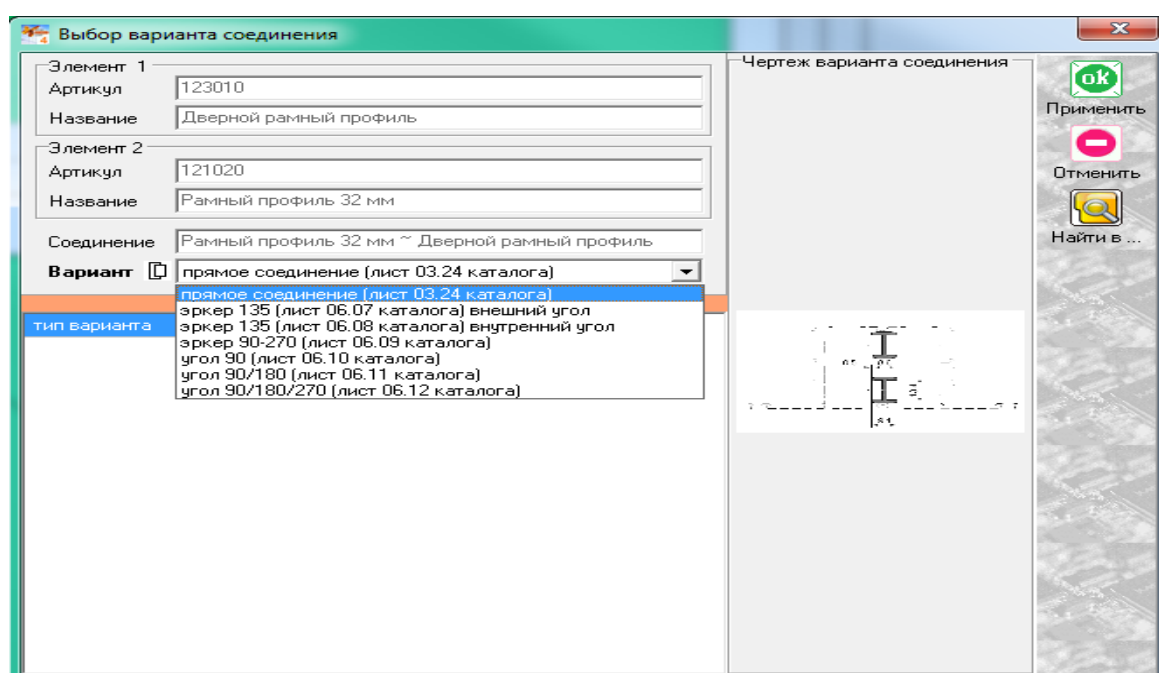 Выбор варианта соединения
Элемент 1
Артикул 123010
Название Дверной рамный профиль
Элемент 2
Артикул 121020
Название Рамный профиль 32 мм
Соединение Рамный профиль 32 мм ~ Дверной рамный профиль
Вариант прямое соединение (лист 03.24 каталога)
прямое соединение (лист 03.24 каталога)
эркер 135 (лист 06.07 каталога) внешний угол
эркер 135 (лист 06.08 каталога) внутренний угол
эркер 90-270 (лист 06.09 каталога)
угол 90 (лист 06.10 каталога)
угол 90/180 (лист 06.11 каталога)
угол 90/180/270 (лист 06.12 каталога)
тип варианта
Чертеж варианта соединения
ok
Применить
Отменить
Найти в ...